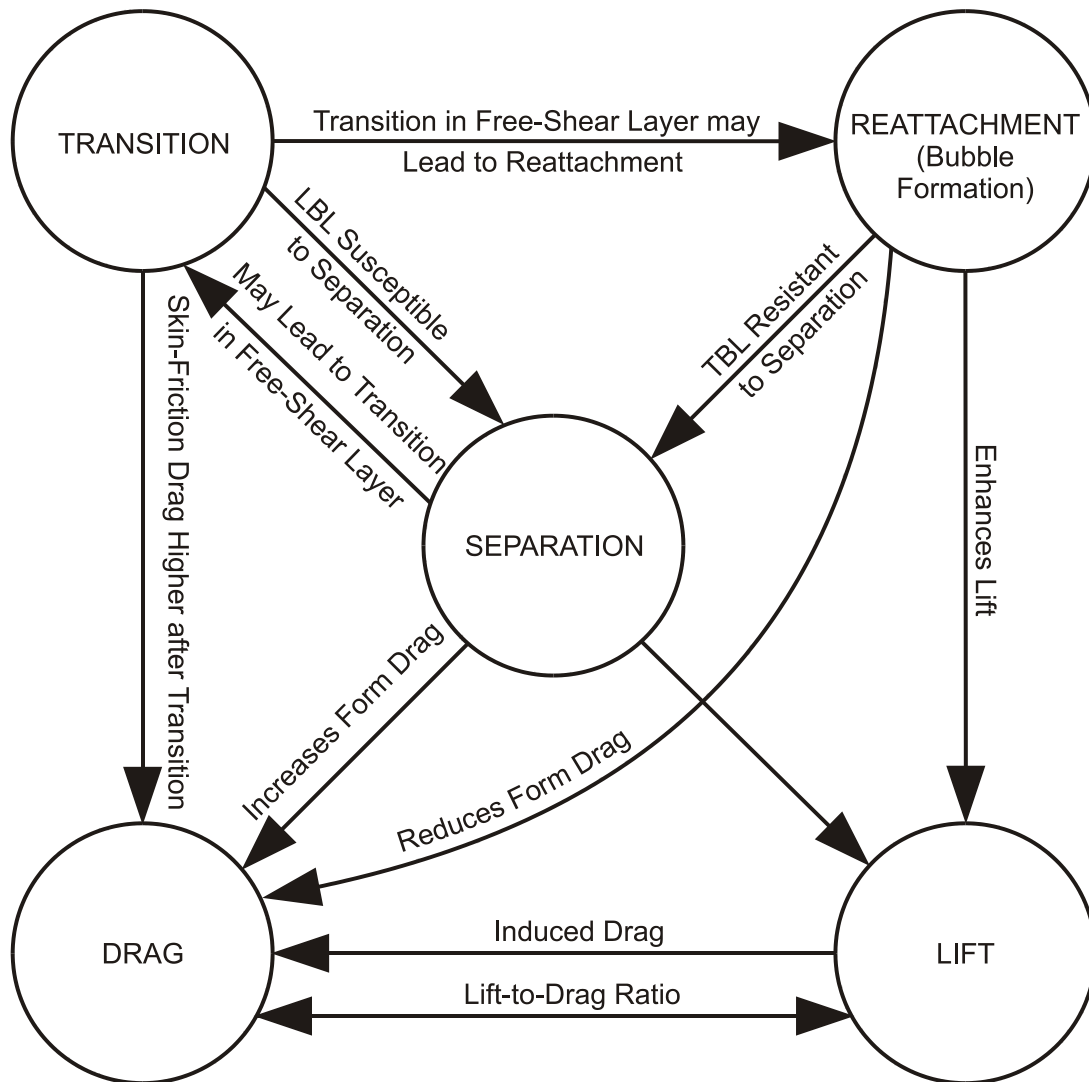 TRANSITION
Transition in Free-Shear Layer may
Lead to Reattachment
REATTACHMENT
(Bubble
Formation)
LBL Susceptible
to Separation
May Lead to Transition
in Free-Shear Layer
TBL Resistant
to Separation
Skin-Friction Drag Higher after Transition
Enhances Lift
SEPARATION
Increases Form Drag
Reduces Form Drag
DRAG
Induced Drag
Lift-to-Drag Ratio
LIFT